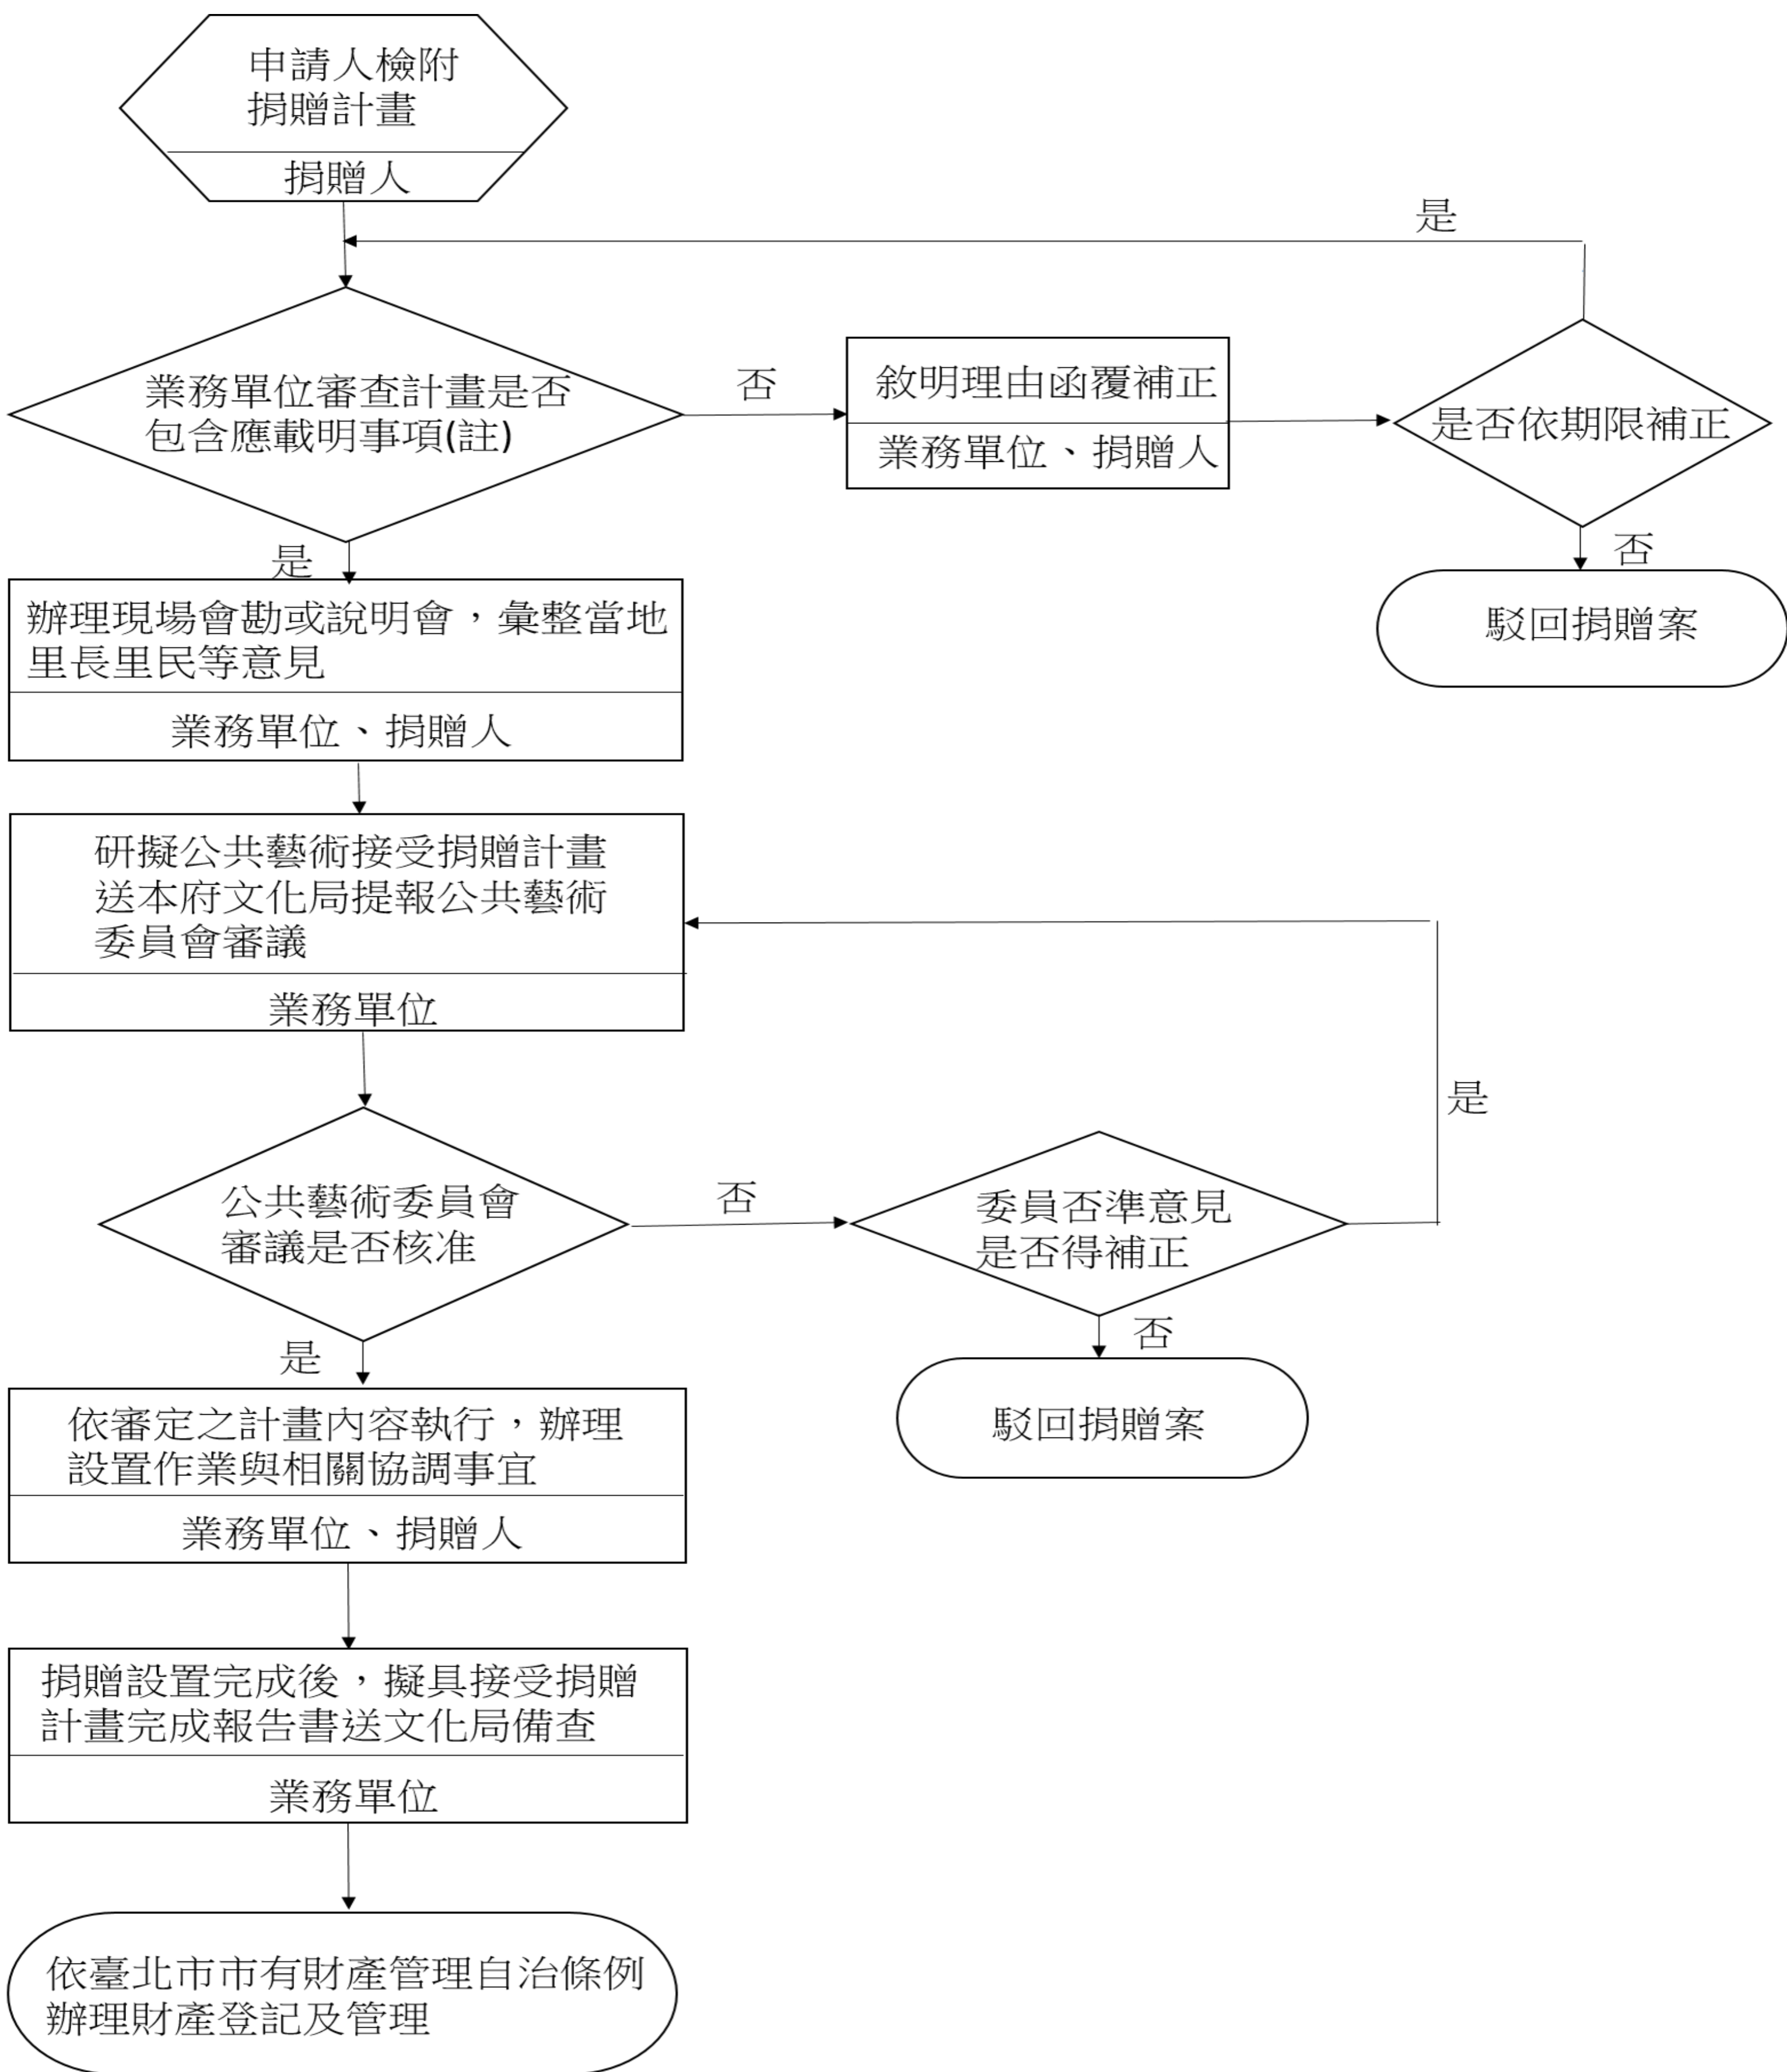 申請人檢附
捐贈計畫
捐贈人
是
業務單位審查計畫是否
包含應載明事項(註)
否
敘明理由函覆補正
業務單位、捐贈人
是否依期限補正
是
否
駁回捐贈案
辦理現場會勘或說明會，彙整當地
里長里民等意見
業務單位、捐贈人
研擬公共藝術接受捐贈計畫
送本府文化局提報公共藝術
委員會審議
業務單位
是
公共藝術委員會
審議是否核准
否
委員否準意見
是否得補正
是
否
駁回捐贈案
依審定之計畫內容執行，辦理
設置作業與相關協調事宜
業務單位、捐贈人
捐贈設置完成後，擬具接受捐贈
計畫完成報告書送文化局備查
業務單位
依臺北市市有財產管理自治條例
辦理財產登記及管理